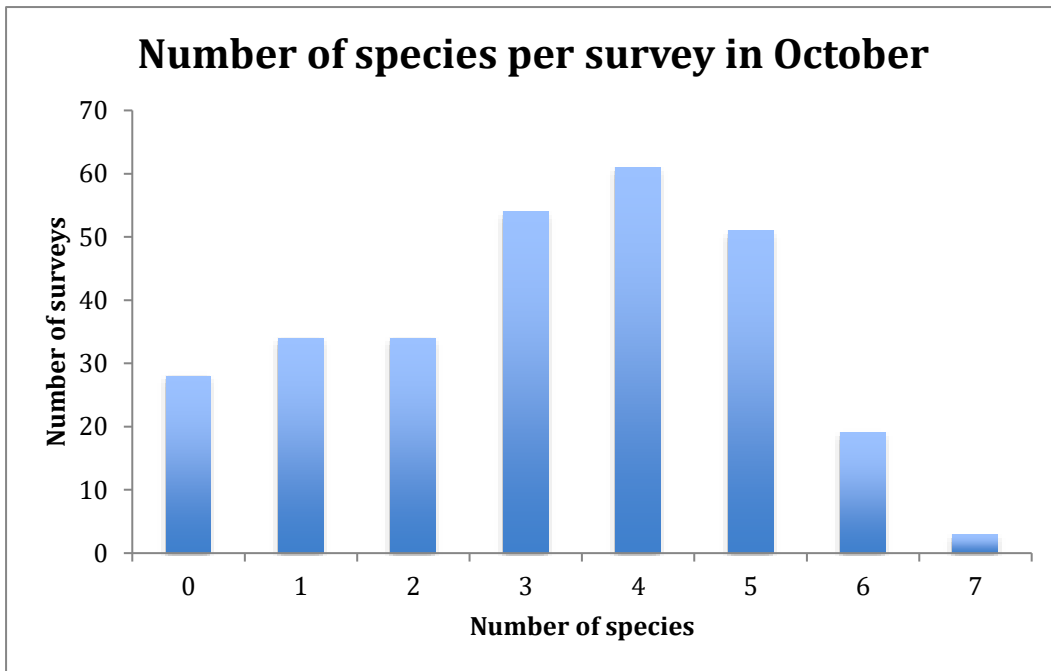 Number of species per survey in October
Number of surveys
70
60
50
40
30
20
10
0
0 1 2 3 4 5 6 7
Number of species